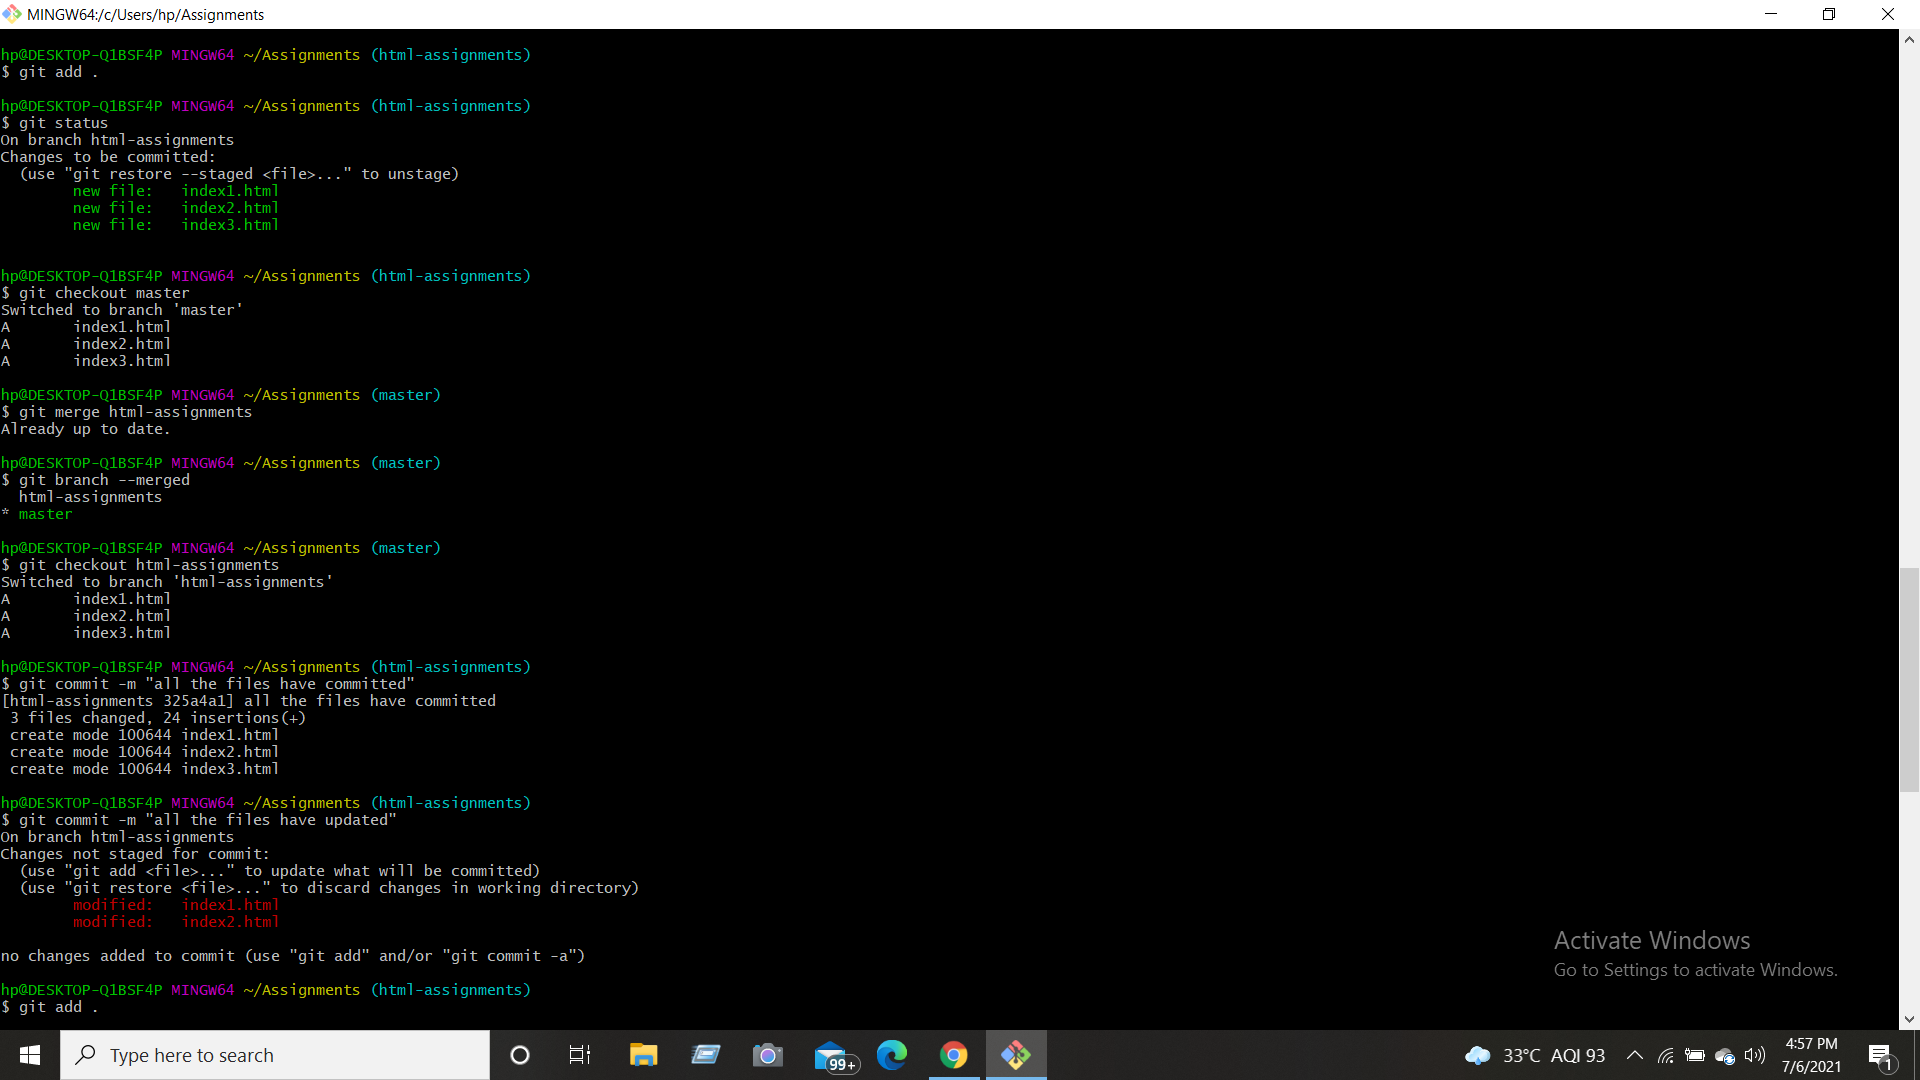 MINGW64:/c/Users/hp/Assignments
hp@DESKTOP-Q1BSF4P MINGW64 ~/Assignments (html-assignments)
$ git add .
hp@DESKTOP-Q1BSF4P MINGW64 ~/Assignments (html-assignments)
$ git status
On branch html-assignments
Changes to be committed:
  (use "git restore --staged <file>..." to unstage)
        new file:   index1.html
        new file:   index2.html
        new file:   index3.html
hp@DESKTOP-Q1BSF4P MINGW64 ~/Assignments (html-assignments)
$ git checkout master
Switched to branch 'master'
A       index1.html
A       index2.html
A       index3.html
hp@DESKTOP-Q1BSF4P MINGW64 ~/Assignments (master)
$ git merge html-assignments
Already up to date.
hp@DESKTOP-Q1BSF4P MINGW64 ~/Assignments (master)
$ git branch --merged
  html-assignments
* master
hp@DESKTOP-Q1BSF4P MINGW64 ~/Assignments (master)
$ git checkout html-assignments
Switched to branch 'html-assignments'
A       index1.html
A       index2.html
A       index3.html
hp@DESKTOP-Q1BSF4P MINGW64 ~/Assignments (html-assignments)
$ git commit -m "all the files have committed"
[html-assignments 325a4a1] all the files have committed
 3 files changed, 24 insertions(+)
 create mode 100644 index1.html
 create mode 100644 index2.html
 create mode 100644 index3.html
hp@DESKTOP-Q1BSF4P MINGW64 ~/Assignments (html-assignments)
$ git commit -m "all the files have updated"
On branch html-assignments
Changes not staged for commit:
  (use "git add <file>..." to update what will be committed)
  (use "git restore <file>..." to discard changes in working directory)
        modified:   index1.html
        modified:   index2.html
no changes added to commit (use "git add" and/or "git commit -a")
hp@DESKTOP-Q1BSF4P MINGW64 ~/Assignments (html-assignments)
$ git add .
Activate Windows
Go to Settings to activate Windows.
Type here to search
99+
33°C AQI 93
4:57 PM
7/6/2021
1